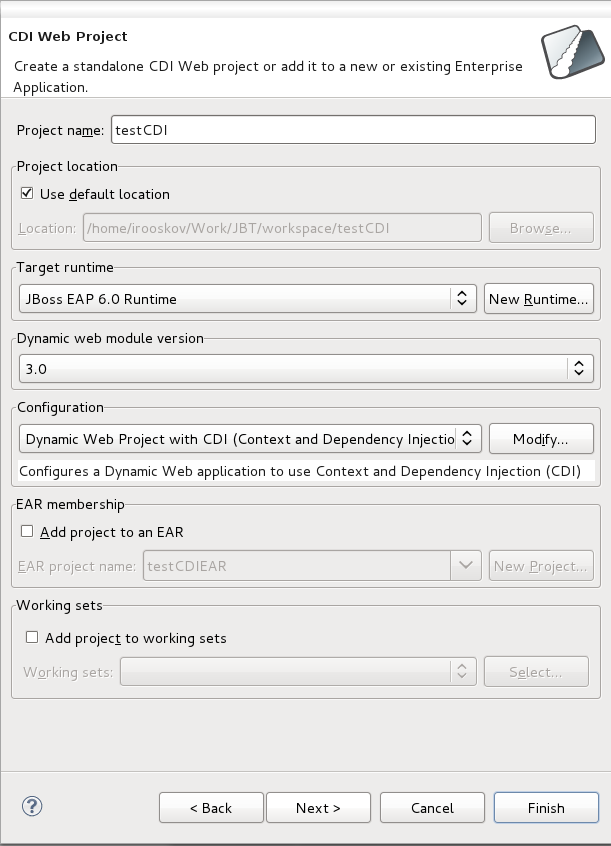 CDI Web Project
Create a standalone CDI Web project or add it to a new or existing Enterprise
Application.
Project name: testCDI
Project location
Use default location
Location: /home/irooskov/Work/JBT/workspace/testCDI Browse...
Target runtime
JBoss EAP 6.0 Runtime New Runtime...
Dynamic web module version
3.0
Configuration
Dynamic Web Project with CDI (Context and Dependency Injectio Modify...
Configures a Dynamic Web application to use Context and Dependency Injection (CDI)
EAR membership
Add project to an EAR
EAR project name: testCDIEAR New Project...
Working sets
Add project to working sets
Working sets: Select...
? < Back Next > Cancel Finish